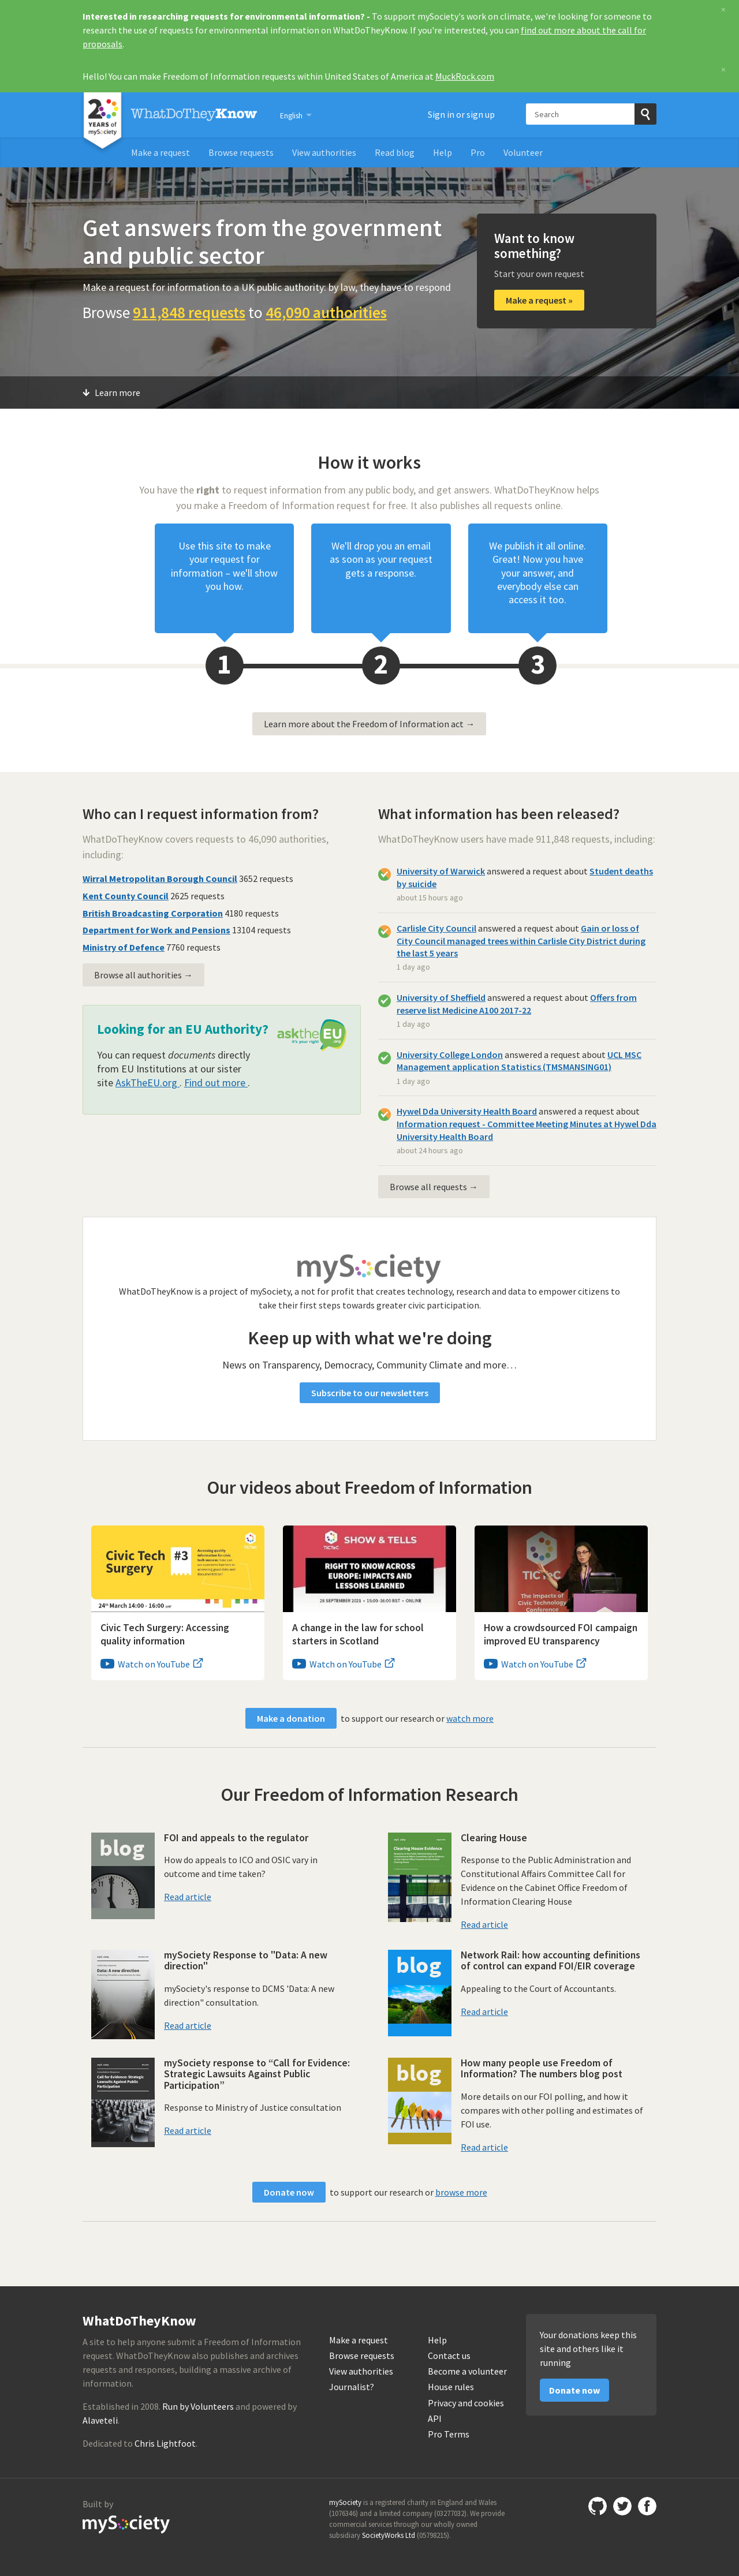 Interested in researching requests for environmental information? - To support mySociety's work on climate, we're looking for someone to
research the use of requests for environmental information on WhatDoTheyKnow. If you're interested, you can find out more about the call for
proposals.
×
Hello! You can make Freedom of Information requests within United States of America at MuckRock.com
×
20
YEARS of
mySociety
WhatDoTheyKnow
English
Sign in or sign up
Search
Make a request
Browse requests
View authorities
Read blog
Help
Pro
Volunteer
Get answers from the government
and public sector
Make a request for information to a UK public authority: by law, they have to respond
Browse 911,848 requests to 46,090 authorities
Want to know
something?
Start your own request
Make a request »
Learn more
How it works
You have the right to request information from any public body, and get answers. WhatDoTheyKnow helps
you make a Freedom of Information request for free. It also publishes all requests online.
Use this site to make
your request for
information – we'll show
you how.
We'll drop you an email
as soon as your request
gets a response.
We publish it all online.
Great! Now you have
your answer, and
everybody else can
access it too.
1
2
3
Learn more about the Freedom of Information act →
Who can I request information from?
WhatDoTheyKnow covers requests to 46,090 authorities,
including:
Wirral Metropolitan Borough Council 3652 requests
Kent County Council 2625 requests
British Broadcasting Corporation 4180 requests
Department for Work and Pensions 13104 requests
Ministry of Defence 7760 requests
Browse all authorities →
Looking for an EU Authority?
asktheEU
it's your right
You can request documents directly
from EU Institutions at our sister
site AskTheEU.org . Find out more .
What information has been released?
WhatDoTheyKnow users have made 911,848 requests, including:
University of Warwick answered a request about Student deaths
by suicide
about 15 hours ago
Carlisle City Council answered a request about Gain or loss of
City Council managed trees within Carlisle City District during
the last 5 years
1 day ago
University of Sheffield answered a request about Offers from
reserve list Medicine A100 2017-22
1 day ago
University College London answered a request about UCL MSC
Management application Statistics (TMSMANSING01)
1 day ago
Hywel Dda University Health Board answered a request about
Information request - Committee Meeting Minutes at Hywel Dda
University Health Board
about 24 hours ago
Browse all requests →
mySociety
WhatDoTheyKnow is a project of mySociety, a not for profit that creates technology, research and data to empower citizens to
take their first steps towards greater civic participation.
Keep up with what we're doing
News on Transparency, Democracy, Community Climate and more…
Subscribe to our newsletters
Our videos about Freedom of Information
Civic Tech
Surgery
#3
24th March 14:00 - 16:00
Civic Tech Surgery: Accessing
quality information
Watch on YouTube
TICTeC
SHOW & TELLS
RIGHT TO KNOW ACROSS
EUROPE: IMPACTS AND
LESSONS LEARNED
28 SEPTEMBER 2021 • 15:00-16:00 BST • ONLINE
A change in the law for school
starters in Scotland
Watch on YouTube
TICTeC
The Impacts of
Civic Technology
Conference
How a crowdsourced FOI campaign
improved EU transparency
Watch on YouTube
Make a donation to support our research or watch more
Our Freedom of Information Research
blog
FOI and appeals to the regulator
How do appeals to ICO and OSIC vary in
outcome and time taken?
Read article
Clearing House Evidence
Clearing House
Response to the Public Administration and
Constitutional Affairs Committee Call for
Evidence on the Cabinet Office Freedom of
Information Clearing House
Read article
Data: A new direction
mySociety Response to "Data: A new
direction"
mySociety's response to DCMS 'Data: A new
direction" consultation.
Read article
blog
Network Rail: how accounting definitions
of control can expand FOI/EIR coverage
Appealing to the Court of Accountants.
Read article
Call for Evidence: Strategic
Lawsuits Against Public
Participation
mySociety response to “Call for Evidence:
Strategic Lawsuits Against Public
Participation”
Response to Ministry of Justice consultation
Read article
blog
How many people use Freedom of
Information? The numbers blog post
More details on our FOI polling, and how it
compares with other polling and estimates of
FOI use.
Read article
Donate now to support our research or browse more
WhatDoTheyKnow
A site to help anyone submit a Freedom of Information
request. WhatDoTheyKnow also publishes and archives
requests and responses, building a massive archive of
information.
Established in 2008. Run by Volunteers and powered by
Alaveteli.
Dedicated to Chris Lightfoot.
Make a request
Browse requests
View authorities
Journalist?
Help
Contact us
Become a volunteer
House rules
Privacy and cookies
API
Pro Terms
Your donations keep this
site and others like it
running
Donate now
Built by
mySociety
mySociety is a registered charity in England and Wales
(1076346) and a limited company (03277032). We provide
commercial services through our wholly owned
subsidiary SocietyWorks Ltd (05798215).